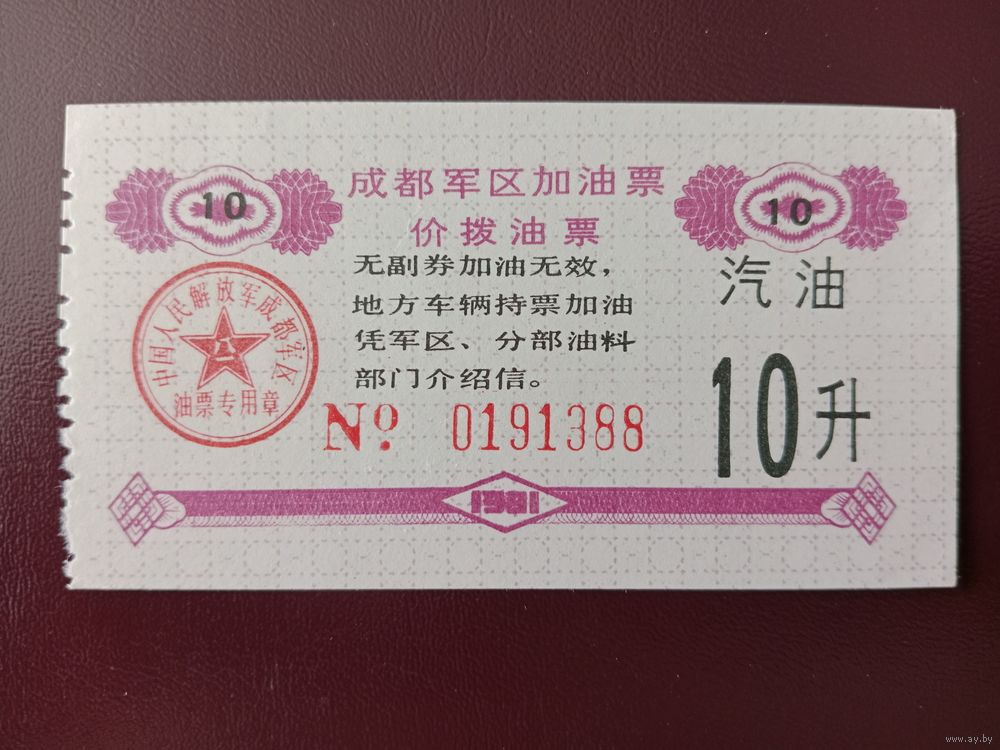 成都军区加油票
价拨油票
10
10
无副券加油无效，
地方车辆持票加油
凭军区、分部油料
部门介绍信。
汽油
10升
中国人民解放军成都军区
八一
油票专用章
No. 0191388
1981
www.ay.by